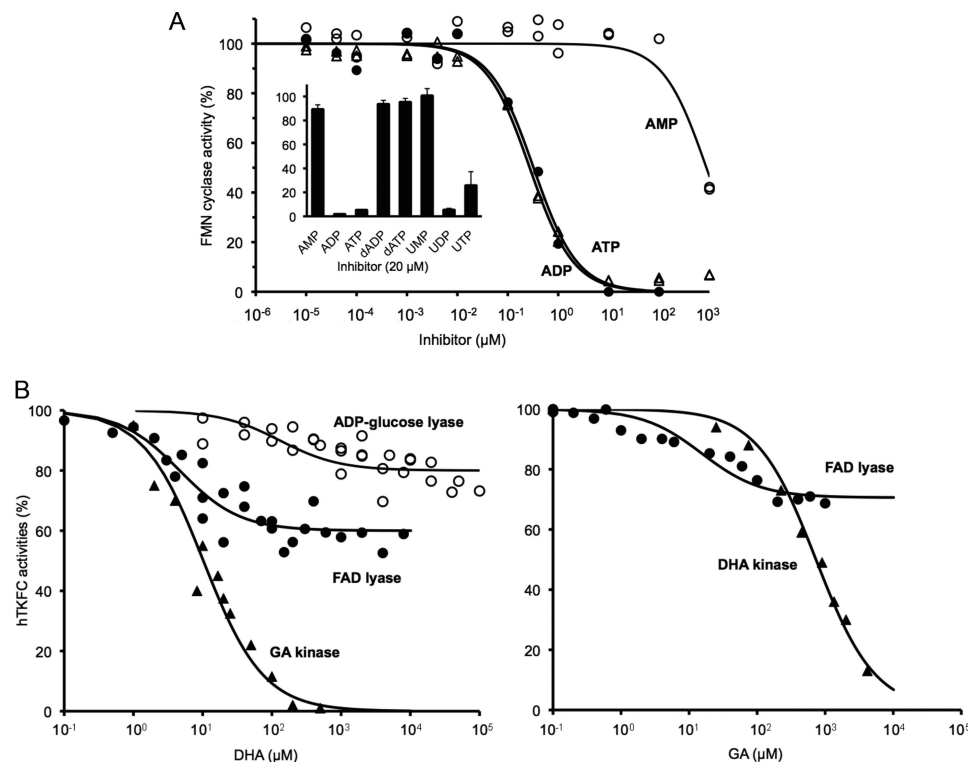 A
FMN cyclase activity (%)
100
80
60
40
20
0
AMP
ATP
ADP
100
80
60
40
20
0
AMP
ADP
ATP
dADP
dATP
UMP
UDP
UTP
Inhibitor (20 µM)
10-6 10-5 10-4 10-3 10-2 10-1 100 101 102 103
Inhibitor (µM)
B
hTKFC activities (%)
100
80
60
40
20
0
ADP-glucose lyase
FAD lyase
GA kinase
10-1 100 101 102 103 104 105
DHA (µM)
100
80
60
40
20
0
FAD lyase
DHA kinase
10-1 100 101 102 103 104 105
GA (µM)